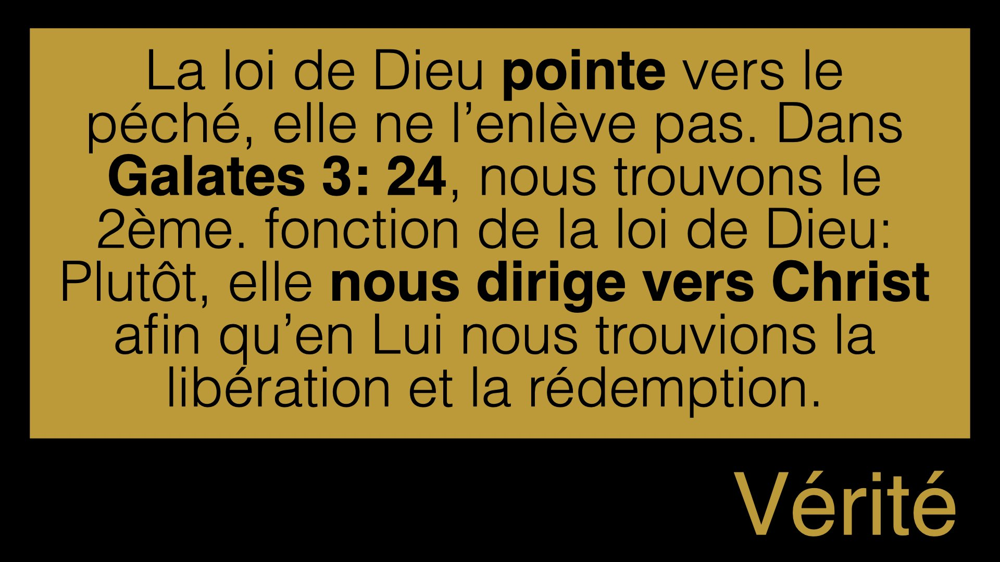 La loi de Dieu pointe vers le
péché, elle ne l’enlève pas. Dans
Galates 3: 24, nous trouvons le
2ème. fonction de la loi de Dieu:
Plutôt, elle nous dirige vers Christ
afin qu’en Lui nous trouvions la
libération et la rédemption.
Vérité